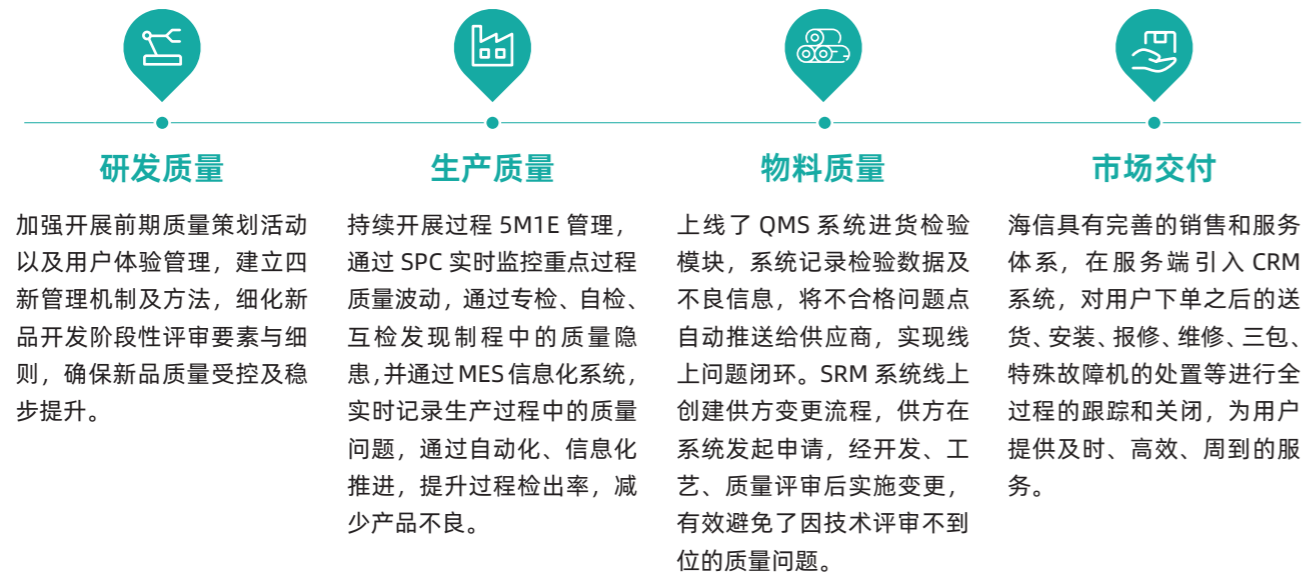 研发质量
加强开展前期质量策划活动
以及用户体验管理，建立四
新管理机制及方法，细化新
品开发阶段性评审要素与细
则，确保新品质量受控及稳
步提升。
生产质量
持续开展过程 5M1E 管理，
通过 SPC 实时监控重点过程
质量波动，通过专检、自检、
互检发现制程中的质量隐
患，并通过 MES 信息化系统，
实时记录生产过程中的质量
问题，通过自动化、信息化
推进，提升过程检出率，减
少产品不良。
物料质量
上线了 QMS 系统进货检验
模块，系统记录检验数据及
不良信息，将不合格问题点
自动推送给供应商，实现线
上问题闭环。SRM 系统线上
创建供方变更流程，供方在
系统发起申请，经开发、工
艺、质量评审后实施变更，
有效避免了因技术评审不到
位的质量问题。
市场交付
海信具有完善的销售和服务
体系，在服务端引入 CRM
系统，对用户下单之后的送
货、安装、报修、维修、三包、
特殊故障机的处置等进行全
过程的跟踪和关闭，为用户
提供及时、高效、周到的服
务。